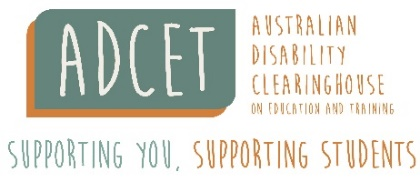 ADCET
AUSTRALIAN
DISABILITY
CLEARINGHOUSE
ON EDUCATION AND TRAINING
SUPPORTING YOU, SUPPORTING STUDENTS